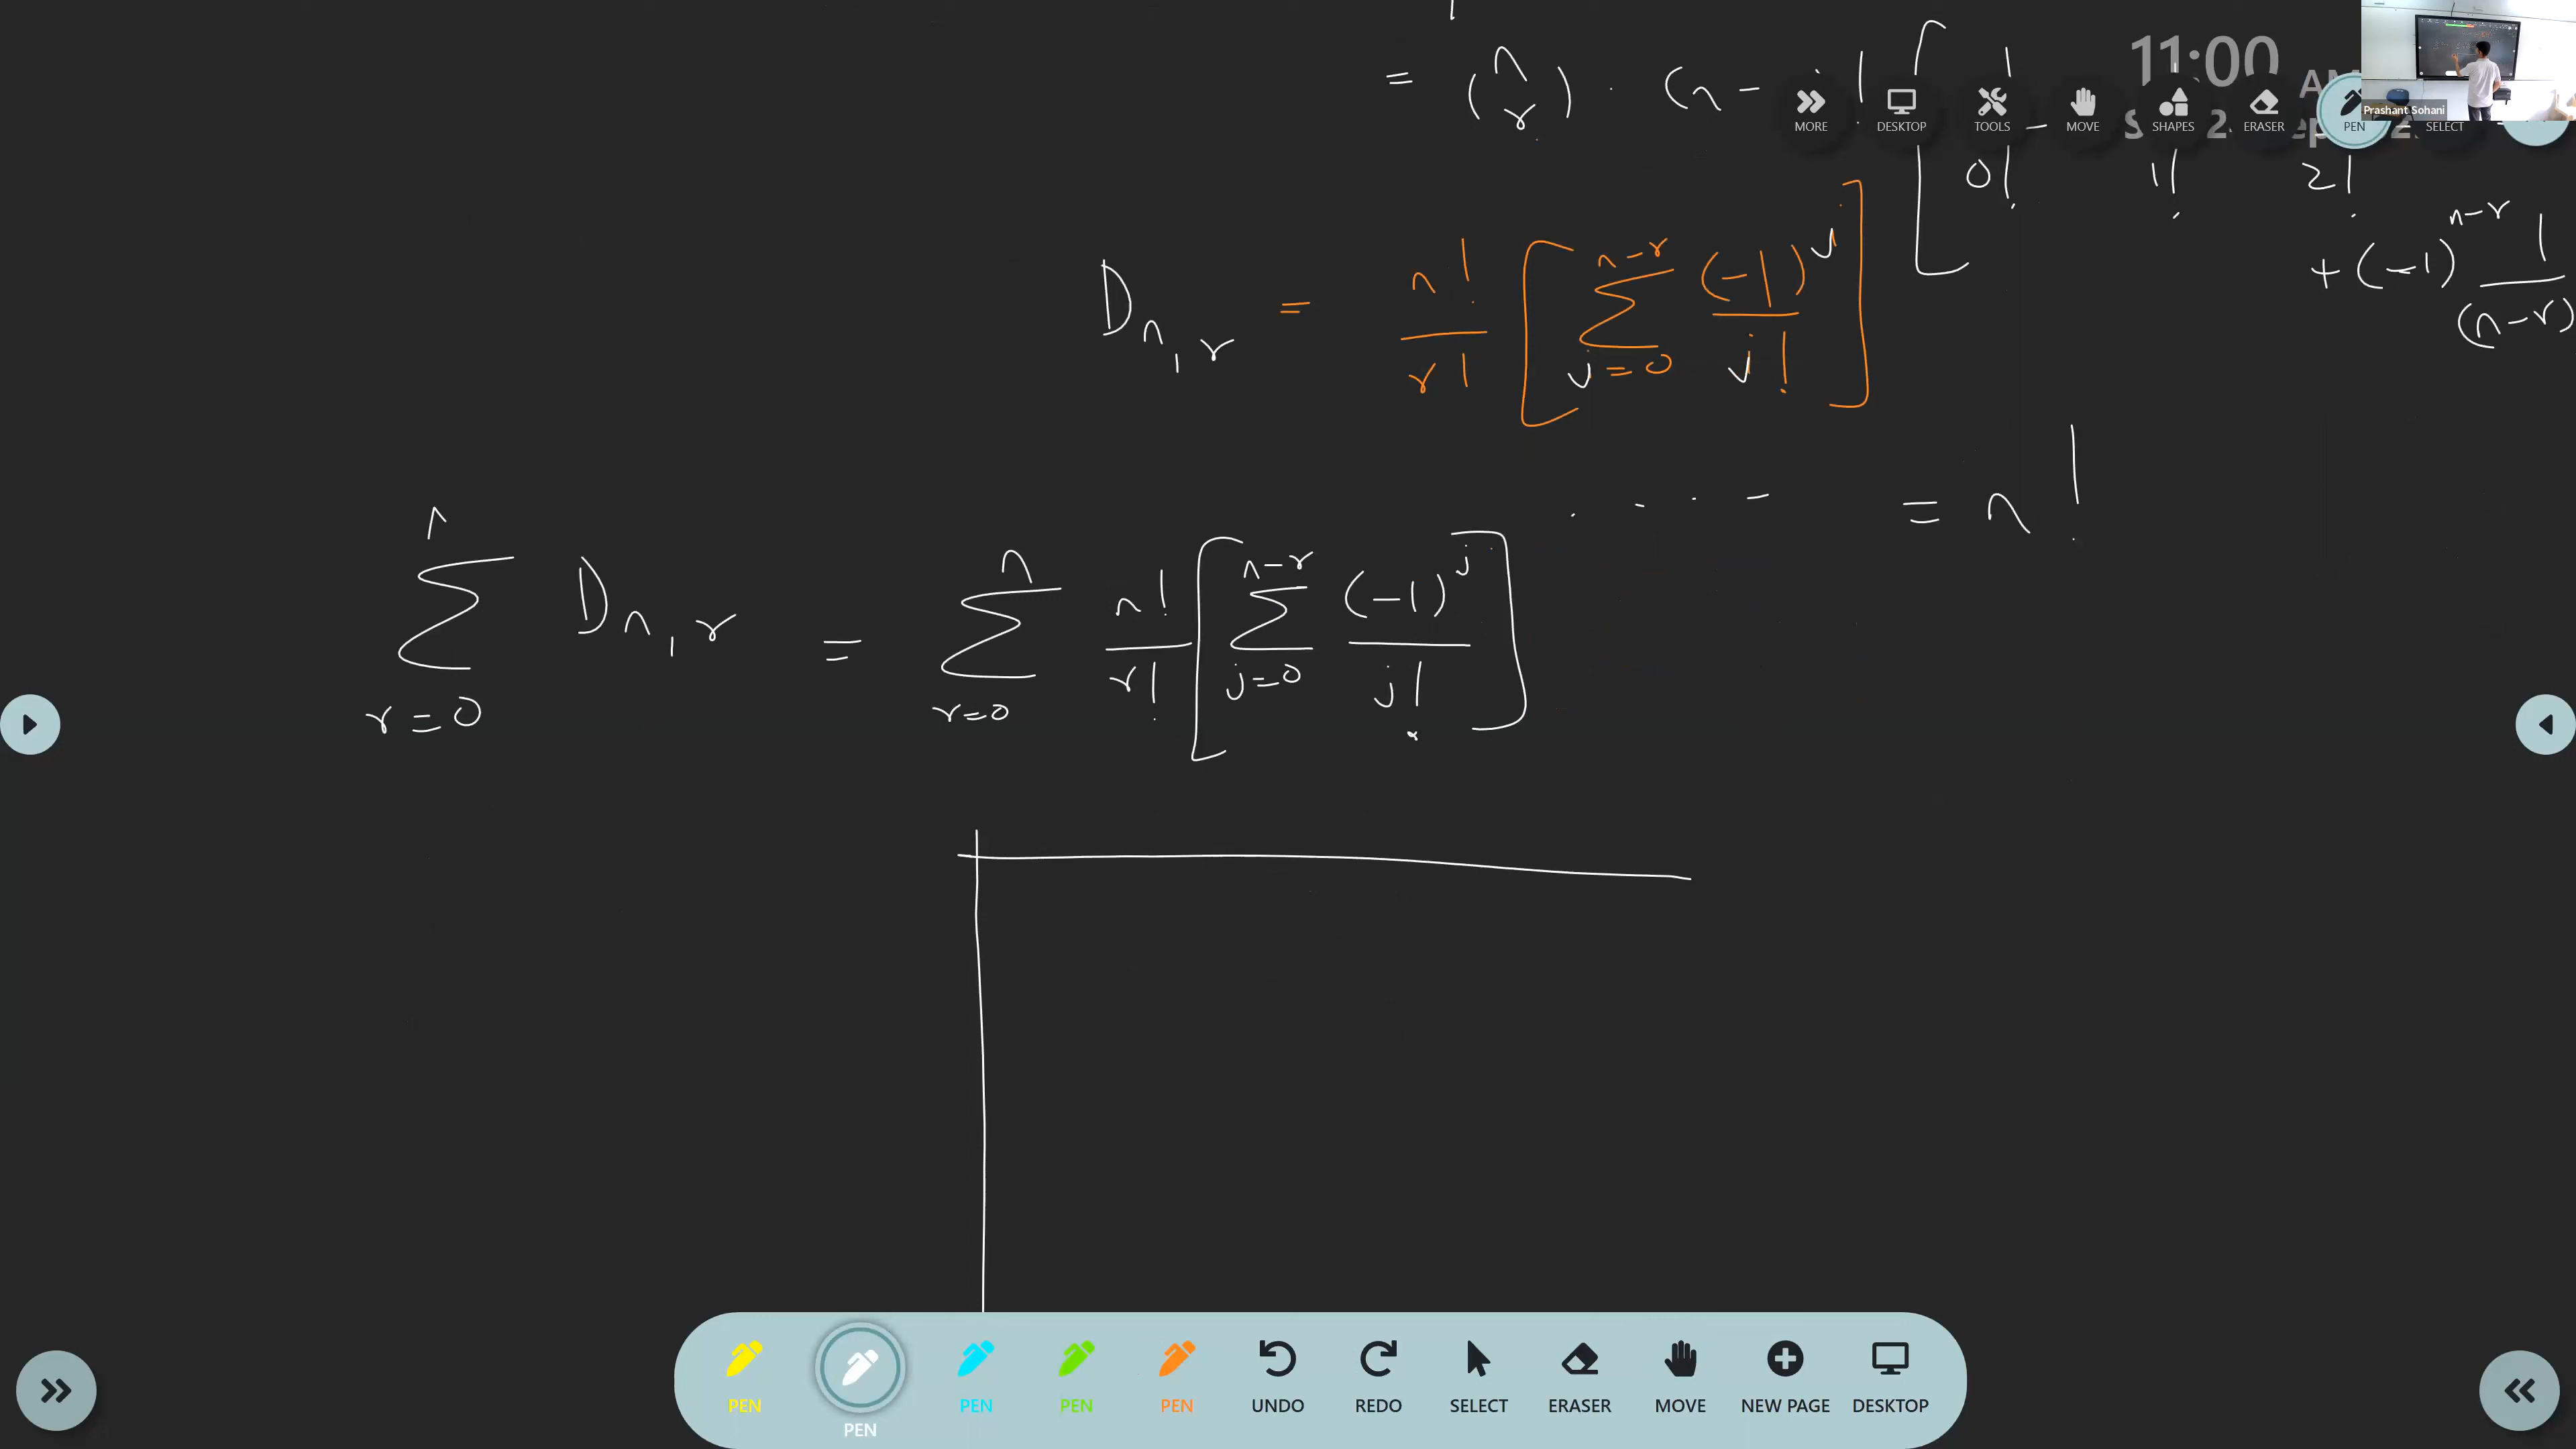 = (n r) · (n-
11:00
MORE DESKTOP TOOLS MOVE SHAPES ERASER PEN SELECT
Prashant Sohani
0! 1! 2!
+ (-1)^{n-r} 1/(n-r)
D_{n,r} = n!/r! [ Σ_{j=0}^{n-r} (-1)^j/j! ]
Σ_{r=0}^{n} D_{n,r} = Σ_{r=0}^{n} n!/r! [ Σ_{j=0}^{n-r} (-1)^j/j! ] · - · - = n!
PEN PEN PEN PEN PEN UNDO REDO SELECT ERASER MOVE NEW PAGE DESKTOP